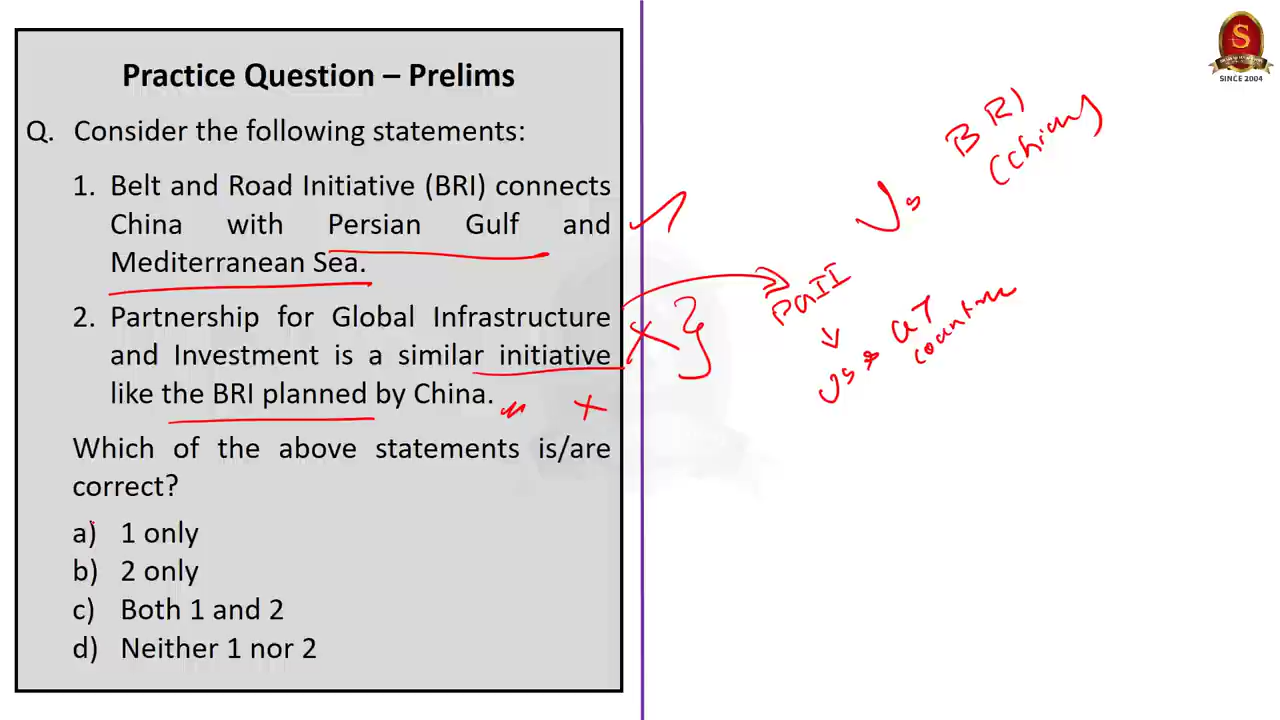 Practice Question – Prelims
Q. Consider the following statements:
1. Belt and Road Initiative (BRI) connects
China with Persian Gulf and
Mediterranean Sea.
2. Partnership for Global Infrastructure
and Investment is a similar initiative
like the BRI planned by China.
Which of the above statements is/are
correct?
a) 1 only
b) 2 only
c) Both 1 and 2
d) Neither 1 nor 2
BRI
(China)
Vs
PGII
G7
S
SINCE 2004